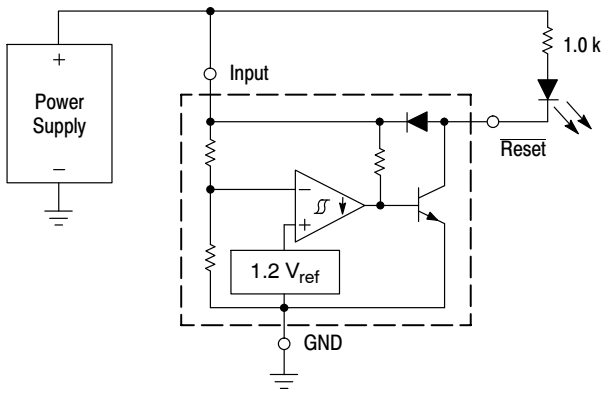 +
Power
Supply
−
Input
1.0 k
Reset
−
+
1.2 Vref
GND